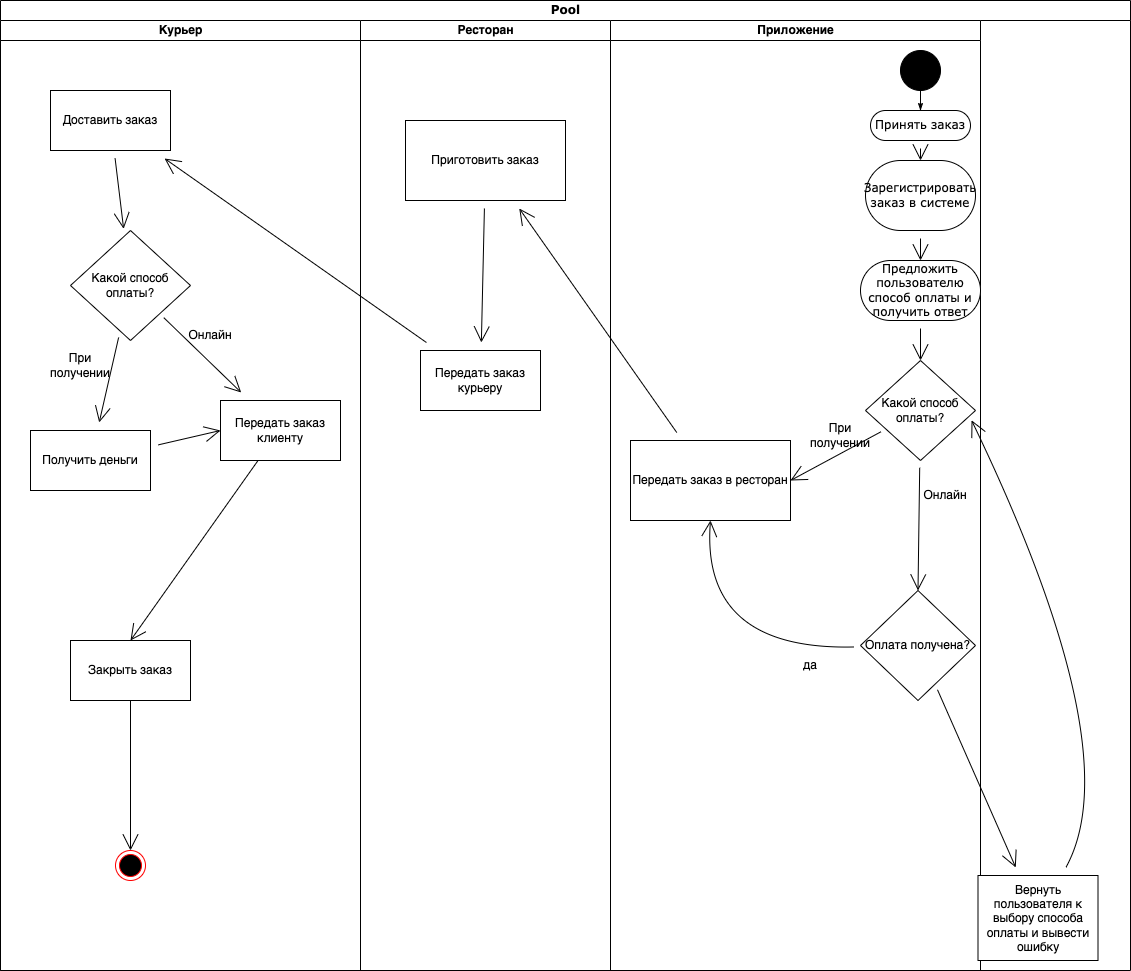 Pool
Курьер
Ресторан
Приложение
Доставить заказ
Какой способ
оплаты?
Онлайн
При
получении
Передать заказ
клиенту
Получить деньги
Закрыть заказ
Приготовить заказ
Передать заказ
курьеру
Принять заказ
Зарегистрировать
заказ в системе
Предложить
пользователю
способ оплаты и
получить ответ
Какой способ
оплаты?
При
получении
Передать заказ в ресторан
Онлайн
Оплата получена?
да
Вернуть
пользователя к
выбору способа
оплаты и вывести
ошибку